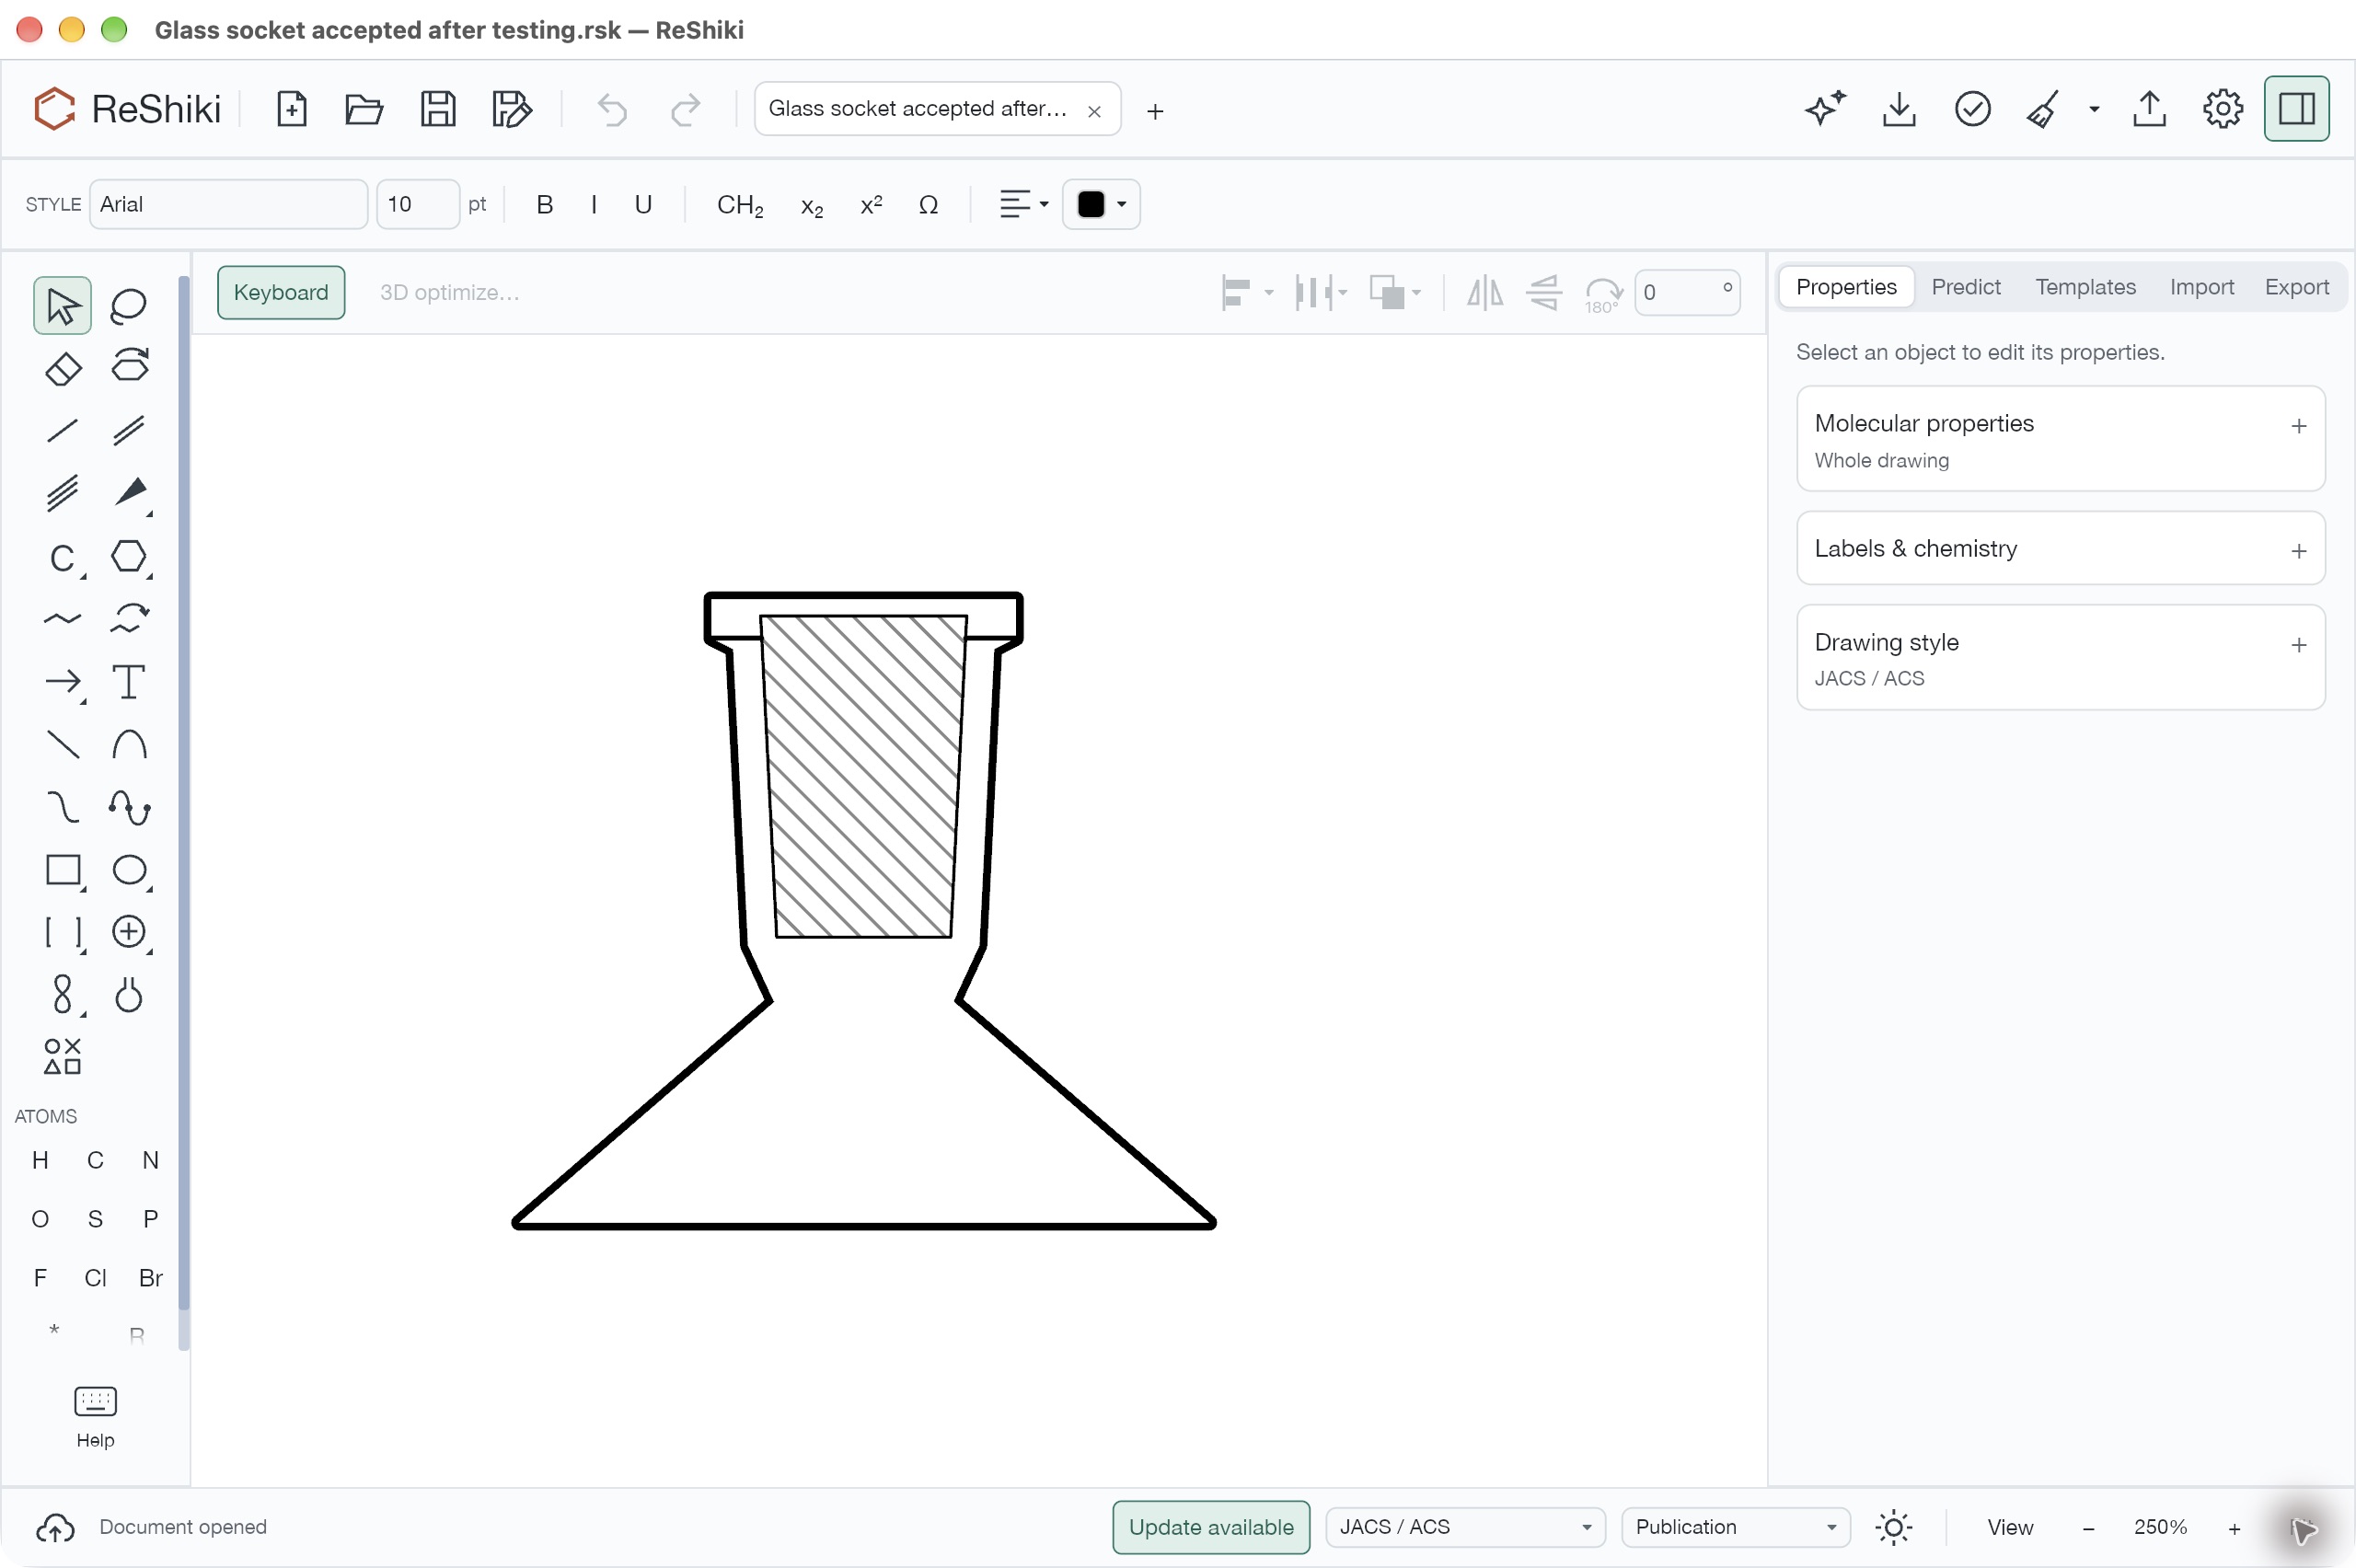 Glass socket accepted after testing.rsk — ReShiki
ReShiki
Glass socket accepted after... × +
STYLE Arial 10 pt B I U CH₂ x₂ x² Ω
Keyboard 3D optimize... 180° 0 °
Properties Predict Templates Import Export
Select an object to edit its properties.
Molecular properties +
Whole drawing
Labels & chemistry +
Drawing style +
JACS / ACS
C
T
[ ]
ATOMS
H C N
O S P
F Cl Br
* R
Help
Document opened Update available JACS / ACS Publication View – 250% +